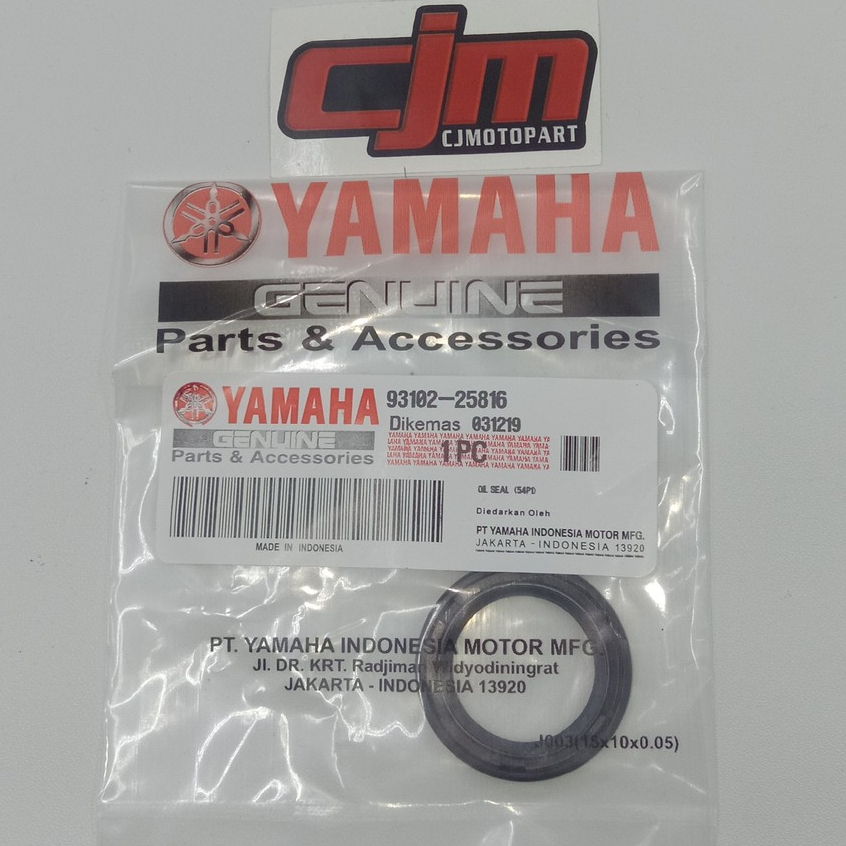 cjm
CJMOTOPART
YAMAHA
GENUINE
Parts & Accessories
YAMAHA 93102-25816
GENUINE Dikemas 031219
Parts & Accessories 1 PC
OIL SEAL (54P1)
Diedarkan Oleh
PT YAMAHA INDONESIA MOTOR MFG.
JAKARTA - INDONESIA 13920
MADE IN INDONESIA
PT. YAMAHA INDONESIA MOTOR MFG.
Jl. DR. KRT. Radjiman Widyodiningrat
JAKARTA - INDONESIA 13920
J003(15x10x0.05)